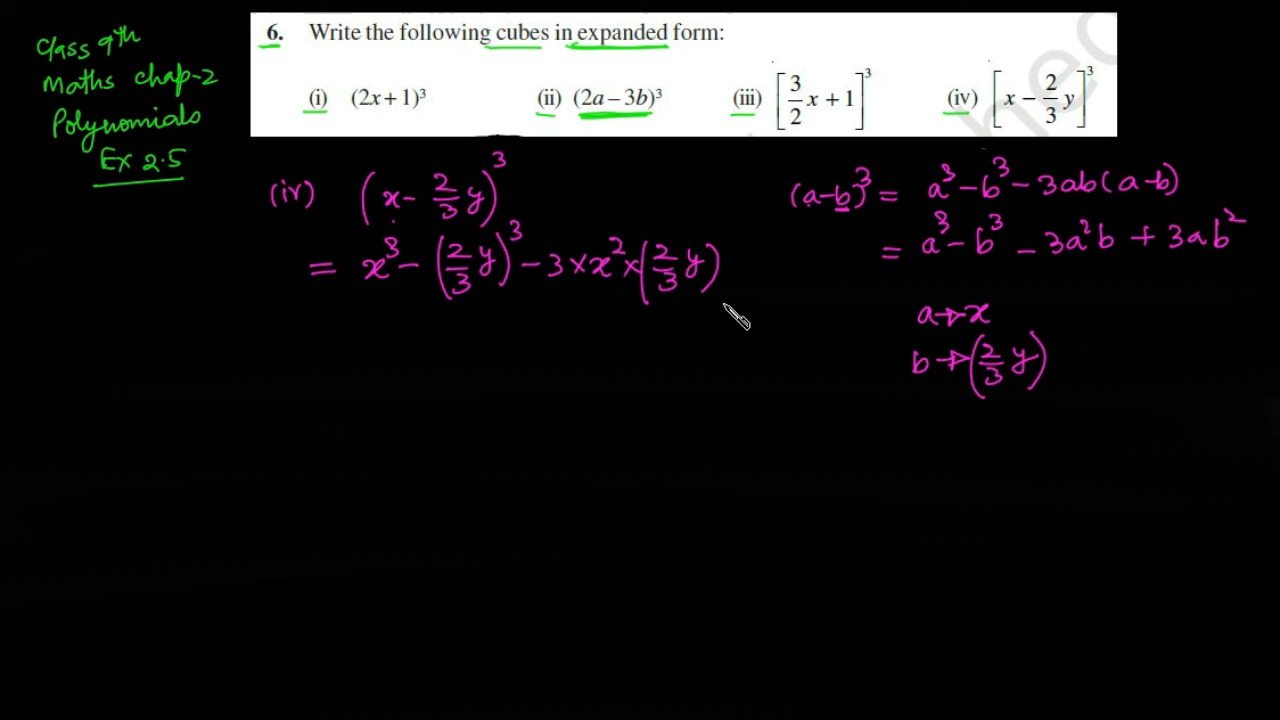 Class 9th
Maths chap-2
Polynomials
Ex 2.5
6. Write the following cubes in expanded form:
(i) (2x+1)³ (ii) (2a–3b)³ (iii) [3/2 x + 1]³ (iv) [x − 2/3 y]³
(iv) (x − 2/3 y)³
= x³ − (2/3 y)³ − 3 × x² × (2/3 y)
(a-b)³ = a³ − b³ − 3ab(a-b)
= a³ − b³ − 3a²b + 3ab²
a → x
b → (2/3 y)